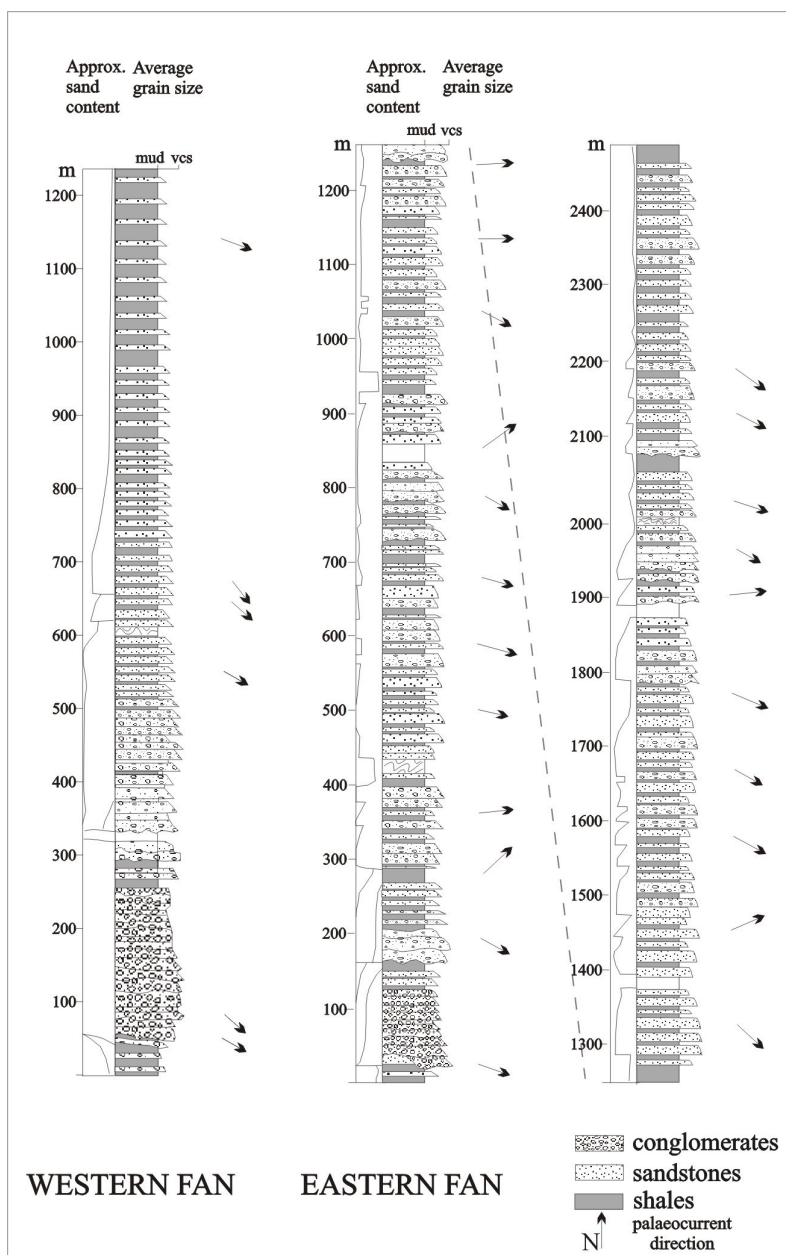 Approx.
sand
content
Average
grain size
mud vcs
m
1200
1100
1000
900
800
700
600
500
400
300
200
100
WESTERN FAN
Approx.
sand
content
Average
grain size
mud vcs
m
1200
1100
1000
900
800
700
600
500
400
300
200
100
EASTERN FAN
m
2400
2300
2200
2100
2000
1900
1800
1700
1600
1500
1400
1300
conglomerates
sandstones
shales
palaeocurrent
N direction